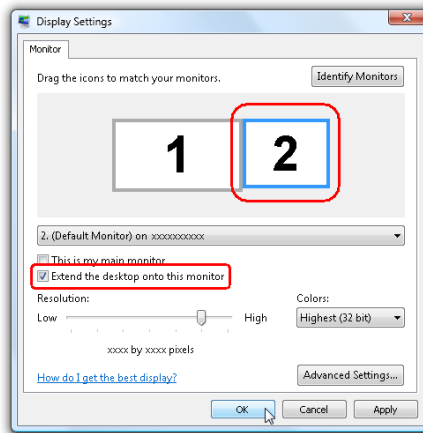 Display Settings
Monitor
Drag the icons to match your monitors.
Identify Monitors
1
2
2. (Default Monitor) on xxxxxxxxxx
This is my main monitor
Extend the desktop onto this monitor
Resolution:
Colors:
Low
High
Highest (32 bit)
xxxx by xxxx pixels
How do I get the best display?
Advanced Settings...
OK
Cancel
Apply